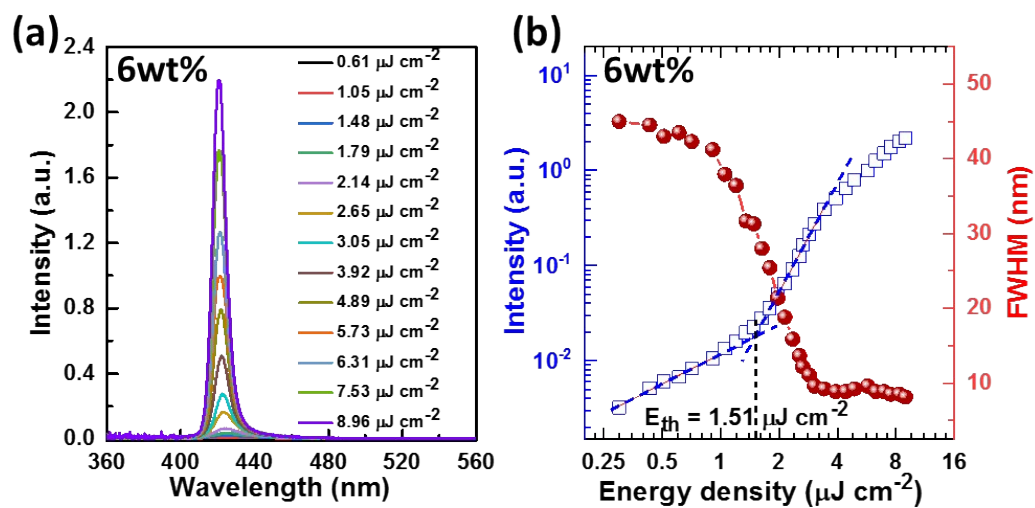 (a)
6wt%
Intensity (a.u.)
2.4
2.0
1.6
1.2
0.8
0.4
0.0
360 400 440 480 520 560
Wavelength (nm)
0.61 μJ cm⁻²
1.05 μJ cm⁻²
1.48 μJ cm⁻²
1.79 μJ cm⁻²
2.14 μJ cm⁻²
2.65 μJ cm⁻²
3.05 μJ cm⁻²
3.92 μJ cm⁻²
4.89 μJ cm⁻²
5.73 μJ cm⁻²
6.31 μJ cm⁻²
7.53 μJ cm⁻²
8.96 μJ cm⁻²
(b)
6wt%
Intensity (a.u.)
10¹
10⁰
10⁻¹
10⁻²
E_th = 1.51 μJ cm⁻²
0.25 0.5 1 2 4 8 16
Energy density (μJ cm⁻²)
50
40
30
20
10
FWHM (nm)